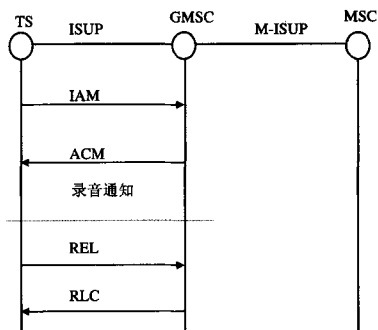 TS ISUP GMSC M-ISUP MSC
IAM
ACM
录音通知
REL
RLC